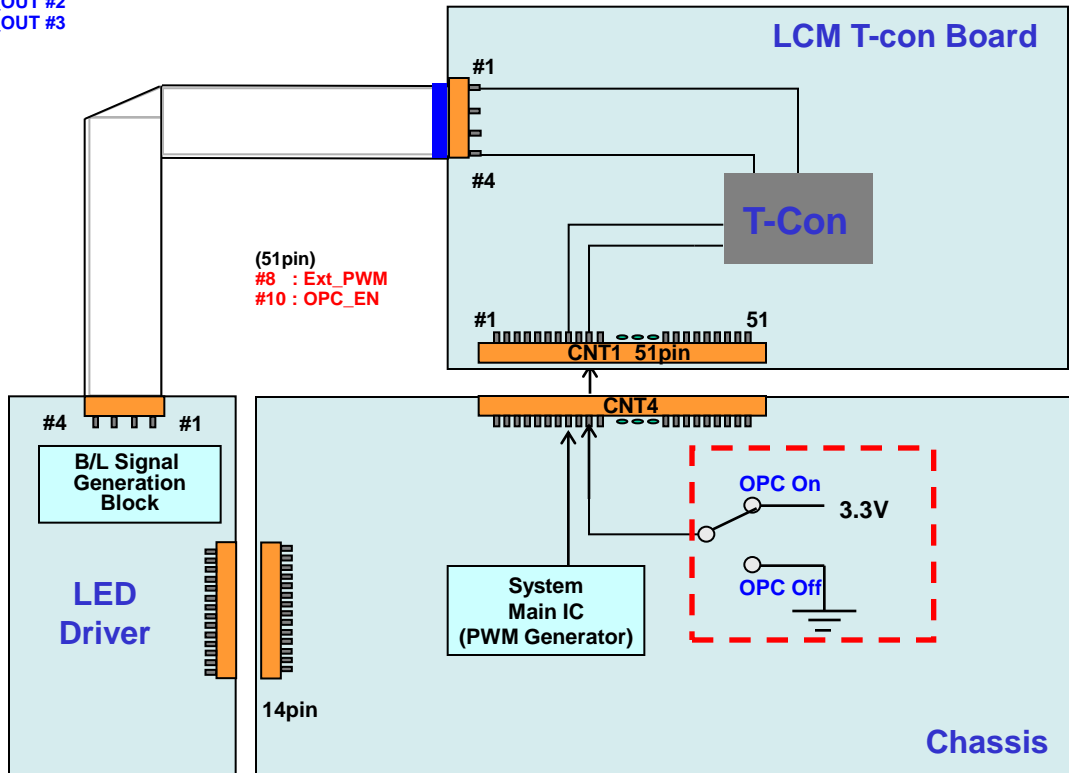 OUT #2
OUT #3
LCM T-con Board
#1
#4
T-Con
(51pin)
#8 : Ext_PWM
#10 : OPC_EN
#1
51
CNT1 51pin
CNT4
#4
#1
B/L Signal
Generation
Block
OPC On
3.3V
OPC Off
System
Main IC
(PWM Generator)
LED
Driver
14pin
Chassis